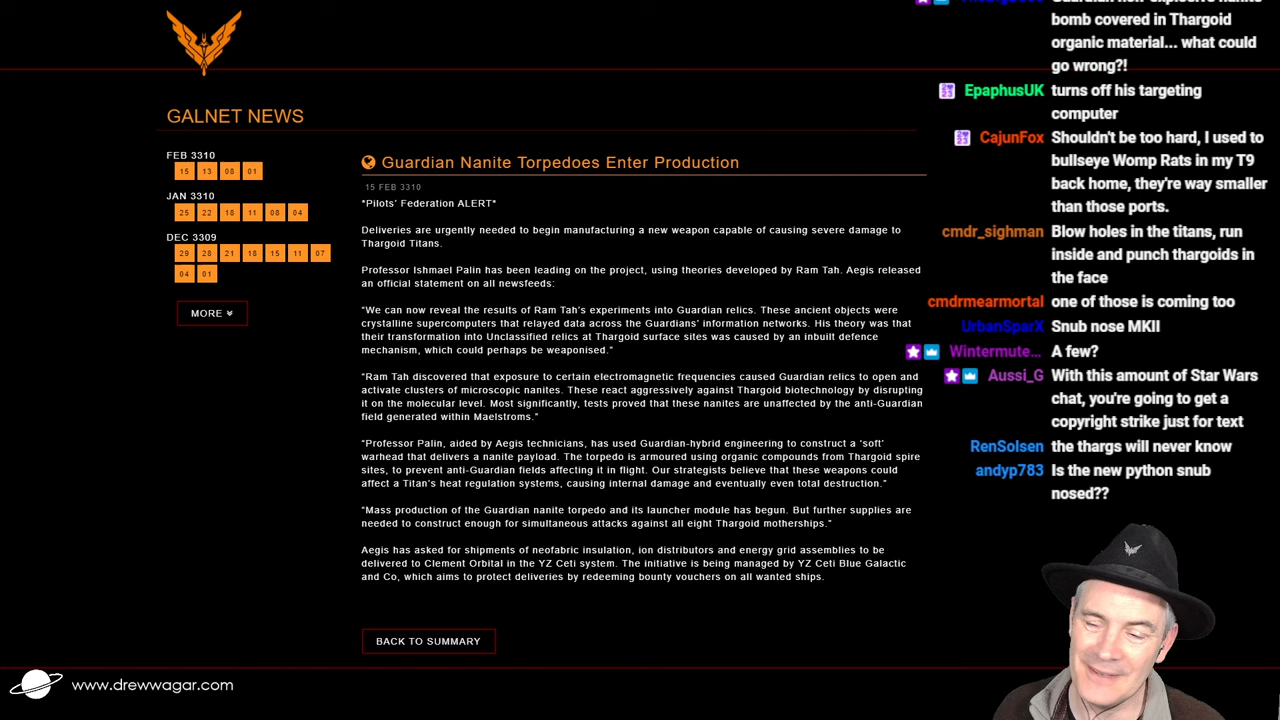 GALNET NEWS
FEB 3310
15 13 08 01
JAN 3310
25 22 18 11 08 04
DEC 3309
29 28 21 18 15 11 07
04 01
MORE
Guardian Nanite Torpedoes Enter Production
15 FEB 3310
*Pilots' Federation ALERT*
Deliveries are urgently needed to begin manufacturing a new weapon capable of causing severe damage to
Thargoid Titans.
Professor Ishmael Palin has been leading on the project, using theories developed by Ram Tah. Aegis released
an official statement on all newsfeeds:
"We can now reveal the results of Ram Tah's experiments into Guardian relics. These ancient objects were
crystalline supercomputers that relayed data across the Guardians' information networks. His theory was that
their transformation into Unclassified relics at Thargoid surface sites was caused by an inbuilt defence
mechanism, which could perhaps be weaponised."
"Ram Tah discovered that exposure to certain electromagnetic frequencies caused Guardian relics to open and
activate clusters of microscopic nanites. These react aggressively against Thargoid biotechnology by disrupting
it on the molecular level. Most significantly, tests proved that these nanites are unaffected by the anti-Guardian
field generated within Maelstroms."
"Professor Palin, aided by Aegis technicians, has used Guardian-hybrid engineering to construct a 'soft'
warhead that delivers a nanite payload. The torpedo is armoured using organic compounds from Thargoid spire
sites, to prevent anti-Guardian fields affecting it in flight. Our strategists believe that these weapons could
affect a Titan's heat regulation systems, causing internal damage and eventually even total destruction."
"Mass production of the Guardian nanite torpedo and its launcher module has begun. But further supplies are
needed to construct enough for simultaneous attacks against all eight Thargoid motherships."
Aegis has asked for shipments of neofabric insulation, ion distributors and energy grid assemblies to be
delivered to Clement Orbital in the YZ Ceti system. The initiative is being managed by YZ Ceti Blue Galactic
and Co, which aims to protect deliveries by redeeming bounty vouchers on all wanted ships.
BACK TO SUMMARY
www.drewwagar.com
bomb covered in Thargoid
organic material... what could
go wrong?!
EpaphusUK turns off his targeting
computer
CajunFox Shouldn't be too hard, I used to
bullseye Womp Rats in my T9
back home, they're way smaller
than those ports.
cmdr_sighman Blow holes in the titans, run
inside and punch thargoids in
the face
cmdrmearmortal one of those is coming too
UrbanSparX Snub nose MKII
Wintermute... A few?
Aussi_G With this amount of Star Wars
chat, you're going to get a
copyright strike just for text
RenSolsen the thargs will never know
andyp783 Is the new python snub
nosed??